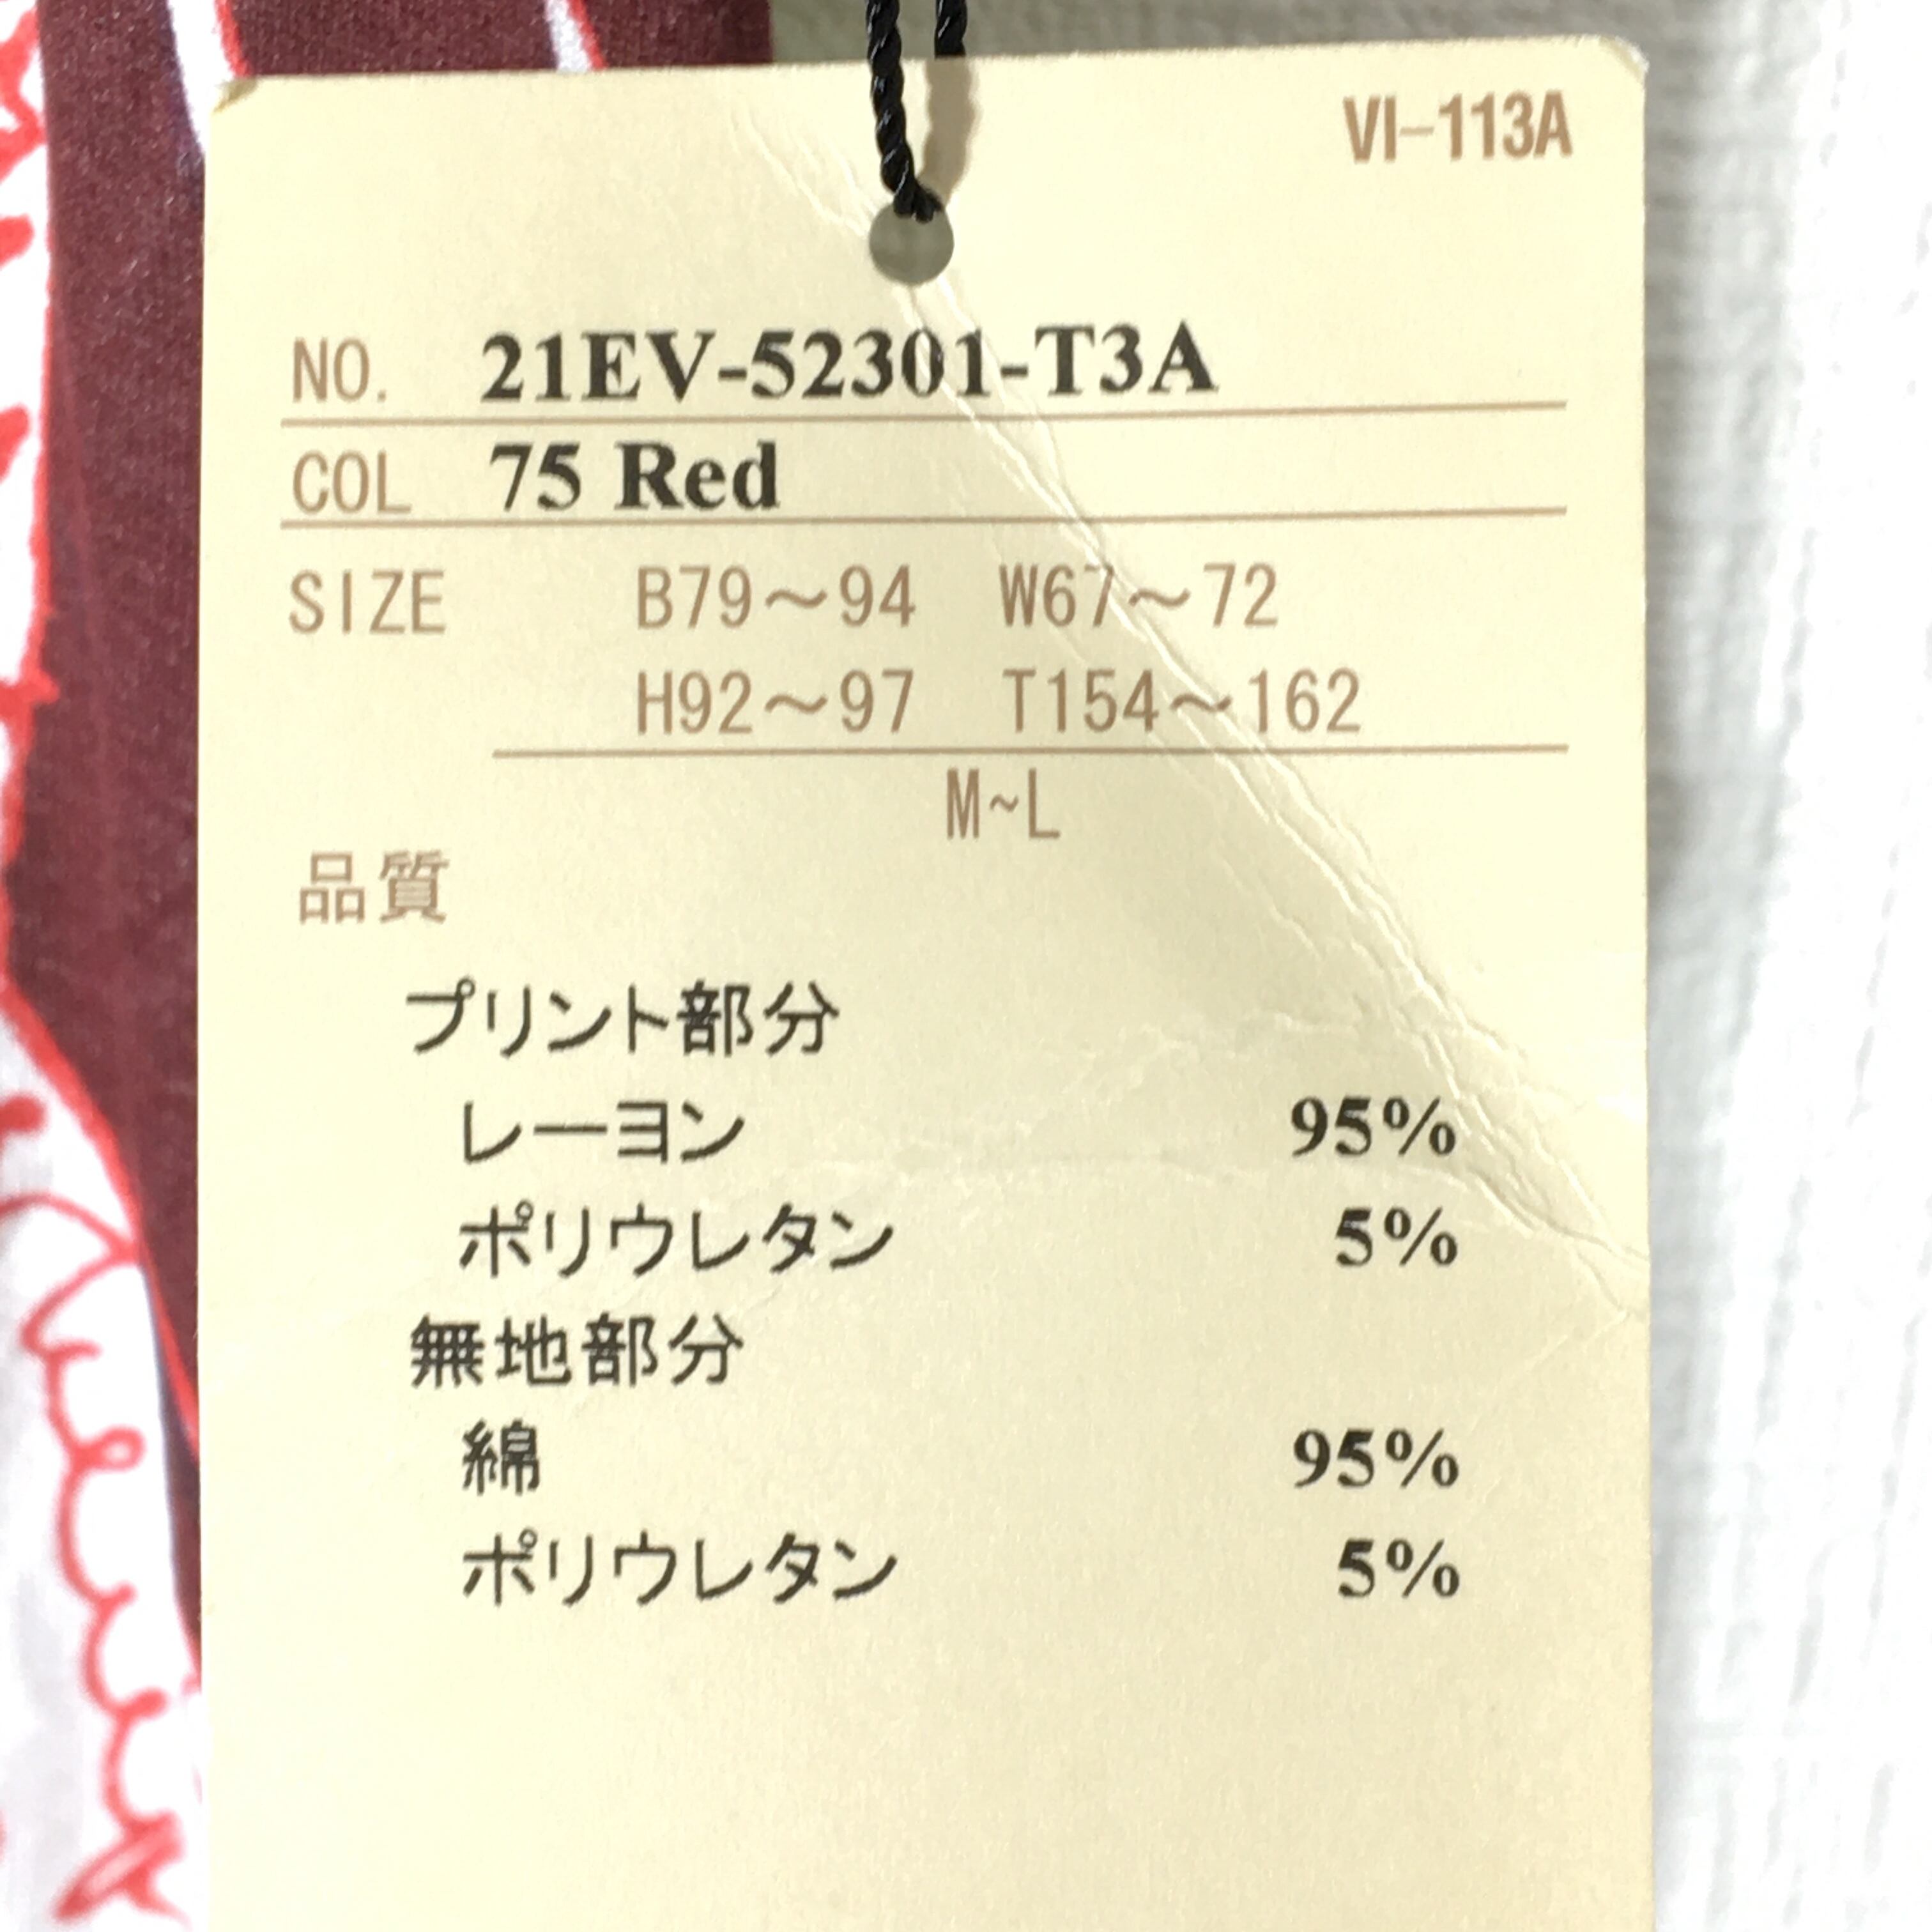 VI-113A
NO. 21EV-52301-T3A
COL 75 Red
SIZE B79～94 W67～72
H92～97 T154～162
M~L
品質
プリント部分
レーヨン 95%
ポリウレタン 5%
無地部分
綿 95%
ポリウレタン 5%